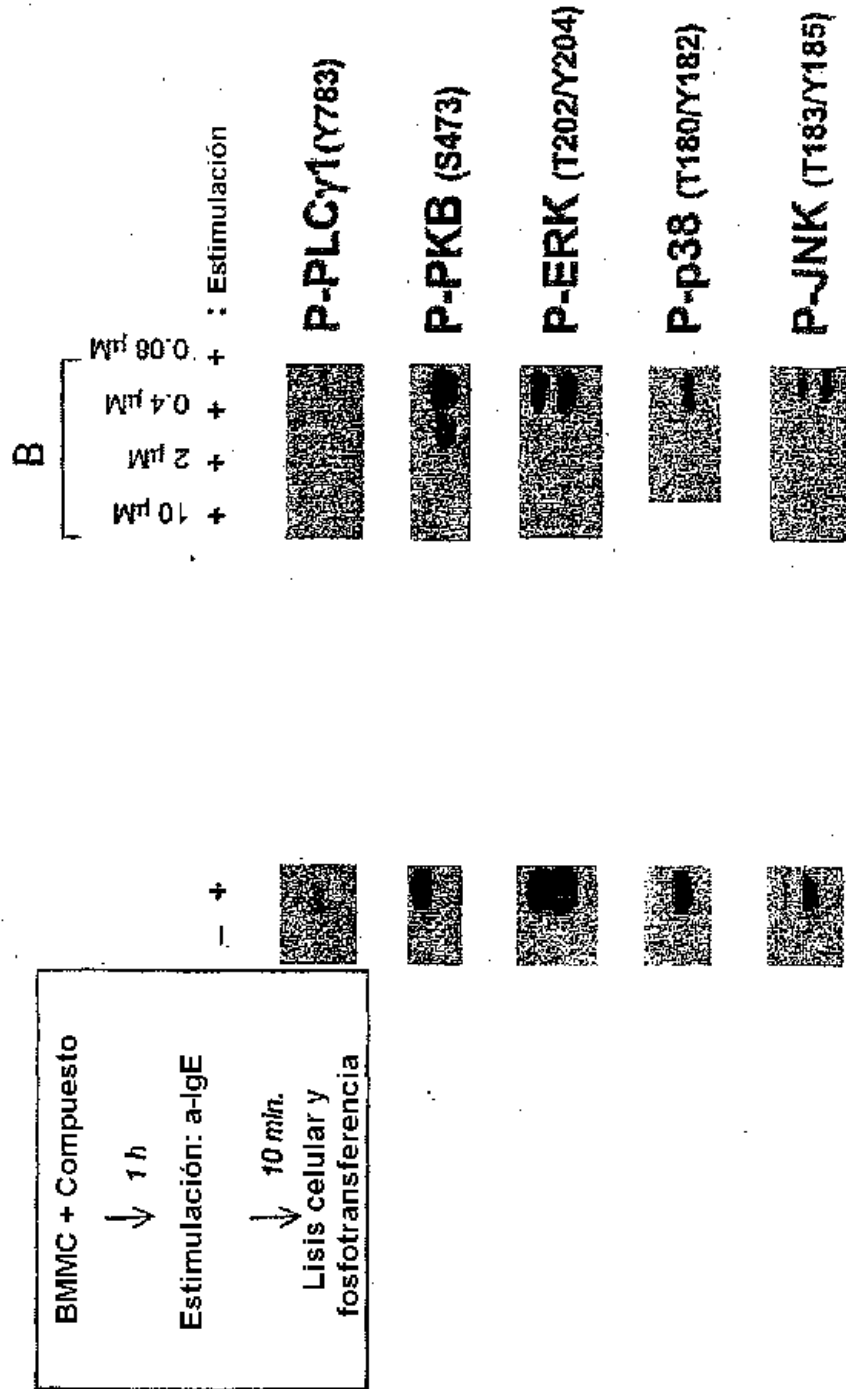 BMMC + Compuesto
1 h
Estimulación: a-IgE
10 min.
Lisis celular y
fosfotransferencia
− +
B
10 µM 2 µM 0.4 µM 0.08 µM
+ + + + : Estimulación
P-PLCγ1 (Y783)
P-PKB (S473)
P-ERK (T202/Y204)
P-p38 (T180/Y182)
P-JNK (T183/Y185)